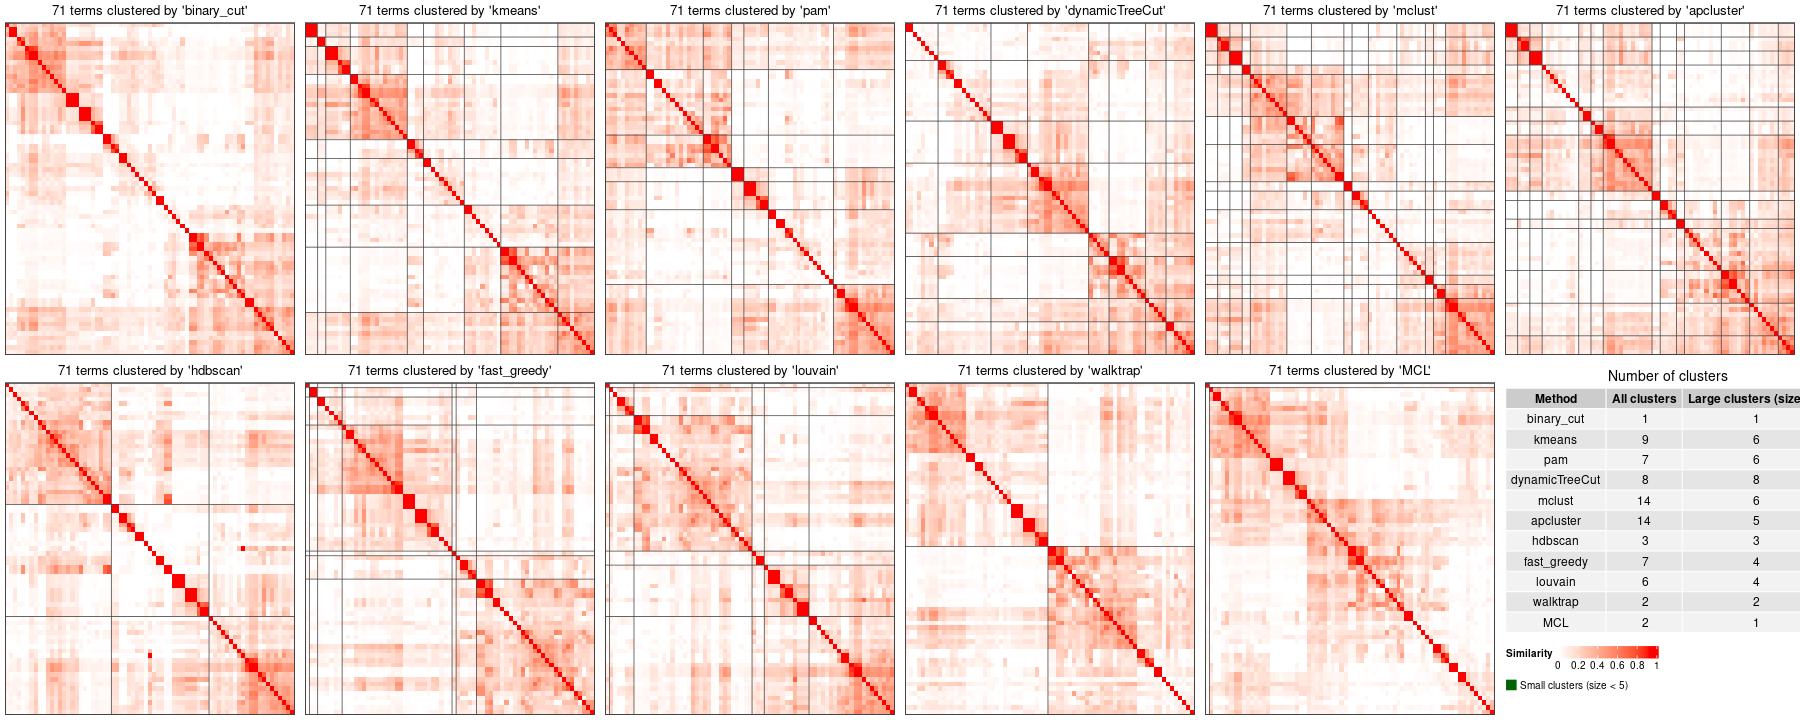 71 terms clustered by 'binary_cut'
71 terms clustered by 'kmeans'
71 terms clustered by 'pam'
71 terms clustered by 'dynamicTreeCut'
71 terms clustered by 'mclust'
71 terms clustered by 'apcluster'
71 terms clustered by 'hdbscan'
71 terms clustered by 'fast_greedy'
71 terms clustered by 'louvain'
71 terms clustered by 'walktrap'
71 terms clustered by 'MCL'
Number of clusters
Method All clusters Large clusters (size
binary_cut 1 1
kmeans 9 6
pam 7 6
dynamicTreeCut 8 8
mclust 14 6
apcluster 14 5
hdbscan 3 3
fast_greedy 7 4
louvain 6 4
walktrap 2 2
MCL 2 1
Similarity
0 0.2 0.4 0.6 0.8 1
Small clusters (size < 5)